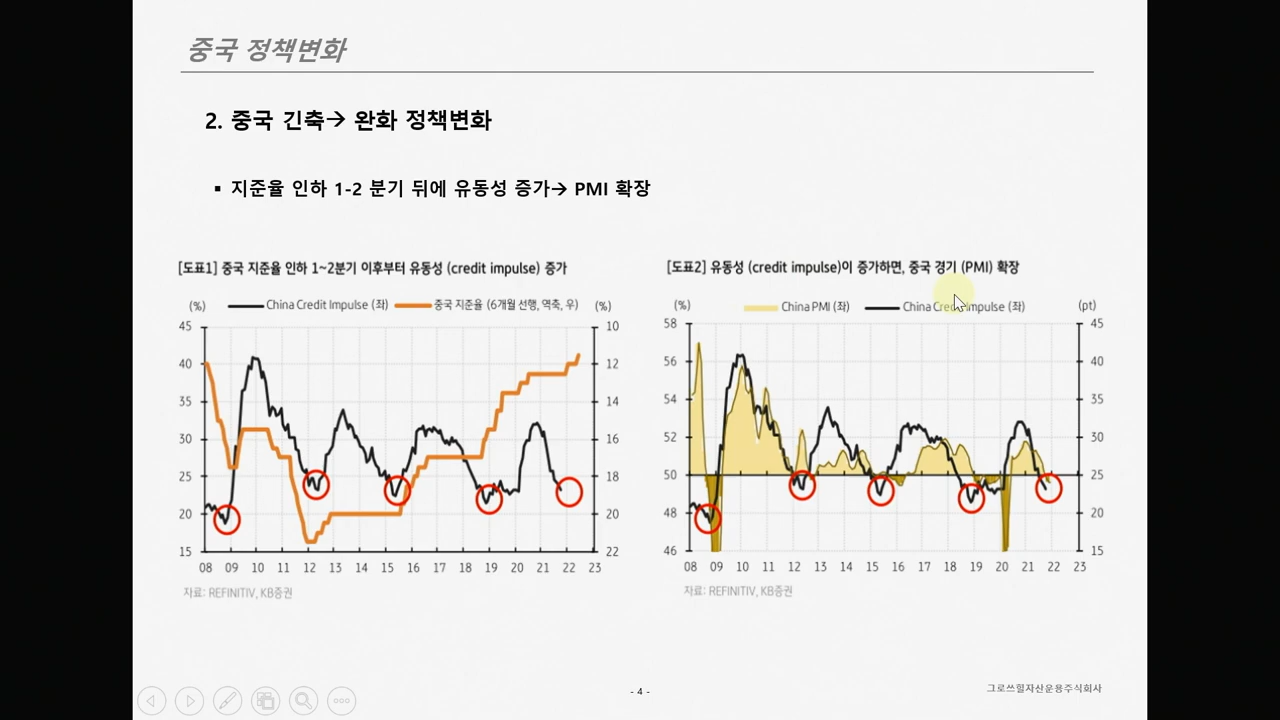 중국 정책변화
2. 중국 긴축→ 완화 정책변화
▪ 지준율 인하 1-2 분기 뒤에 유동성 증가→ PMI 확장
[도표1] 중국 지준율 인하 1~2분기 이후부터 유동성 (credit impulse) 증가
(%) China Credit Impulse (좌) 중국 지준율 (6개월 선행, 역축, 우) (%)
45 10
40 12
35 14
30 16
25 18
20 20
15 22
08 09 10 11 12 13 14 15 16 17 18 19 20 21 22 23
자료: REFINITIV, KB증권
[도표2] 유동성 (credit impulse)이 증가하면, 중국 경기 (PMI) 확장
(%) China PMI (좌) China Credit Impulse (좌) (pt)
58 45
56 40
54 35
52 30
50 25
48 20
46 15
08 09 10 11 12 13 14 15 16 17 18 19 20 21 22 23
자료: REFINITIV, KB증권
- 4 -
그로쓰힐자산운용주식회사